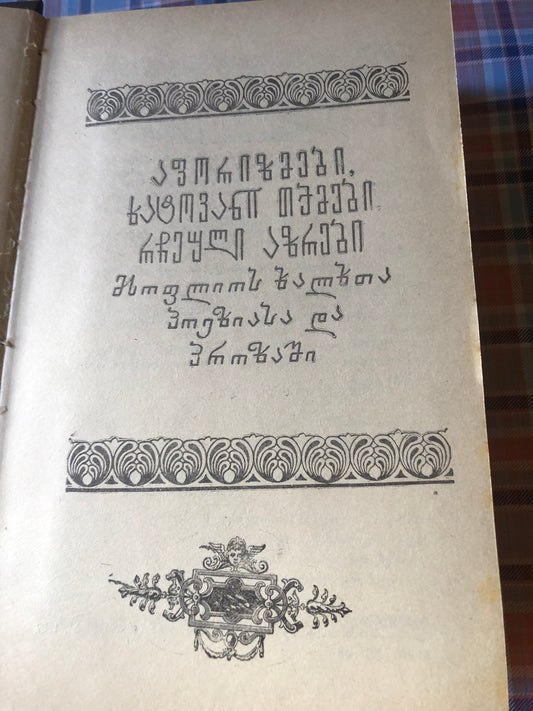 აფორიზმები,
ხატოვანი თქმები,
რჩეული აზრები
მსოფლიოს ხალხთა
პოეზიასა და
პროზაში